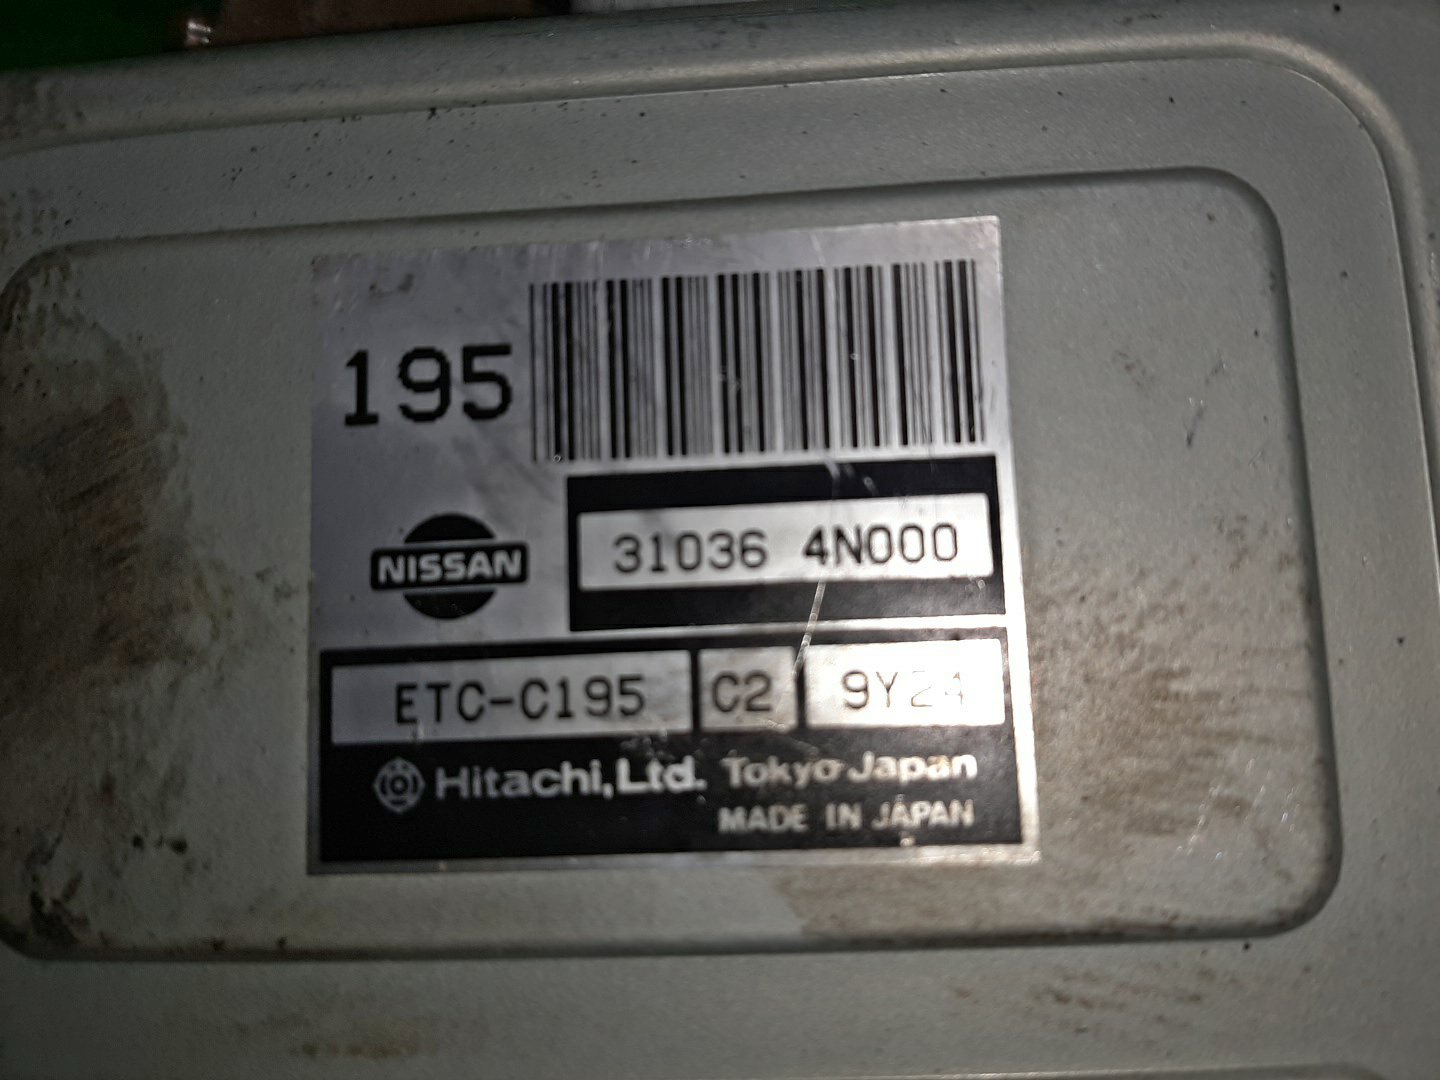 195
NISSAN
31036 4N000
ETC-C195 C2 9Y24
Hitachi,Ltd. Tokyo Japan
MADE IN JAPAN